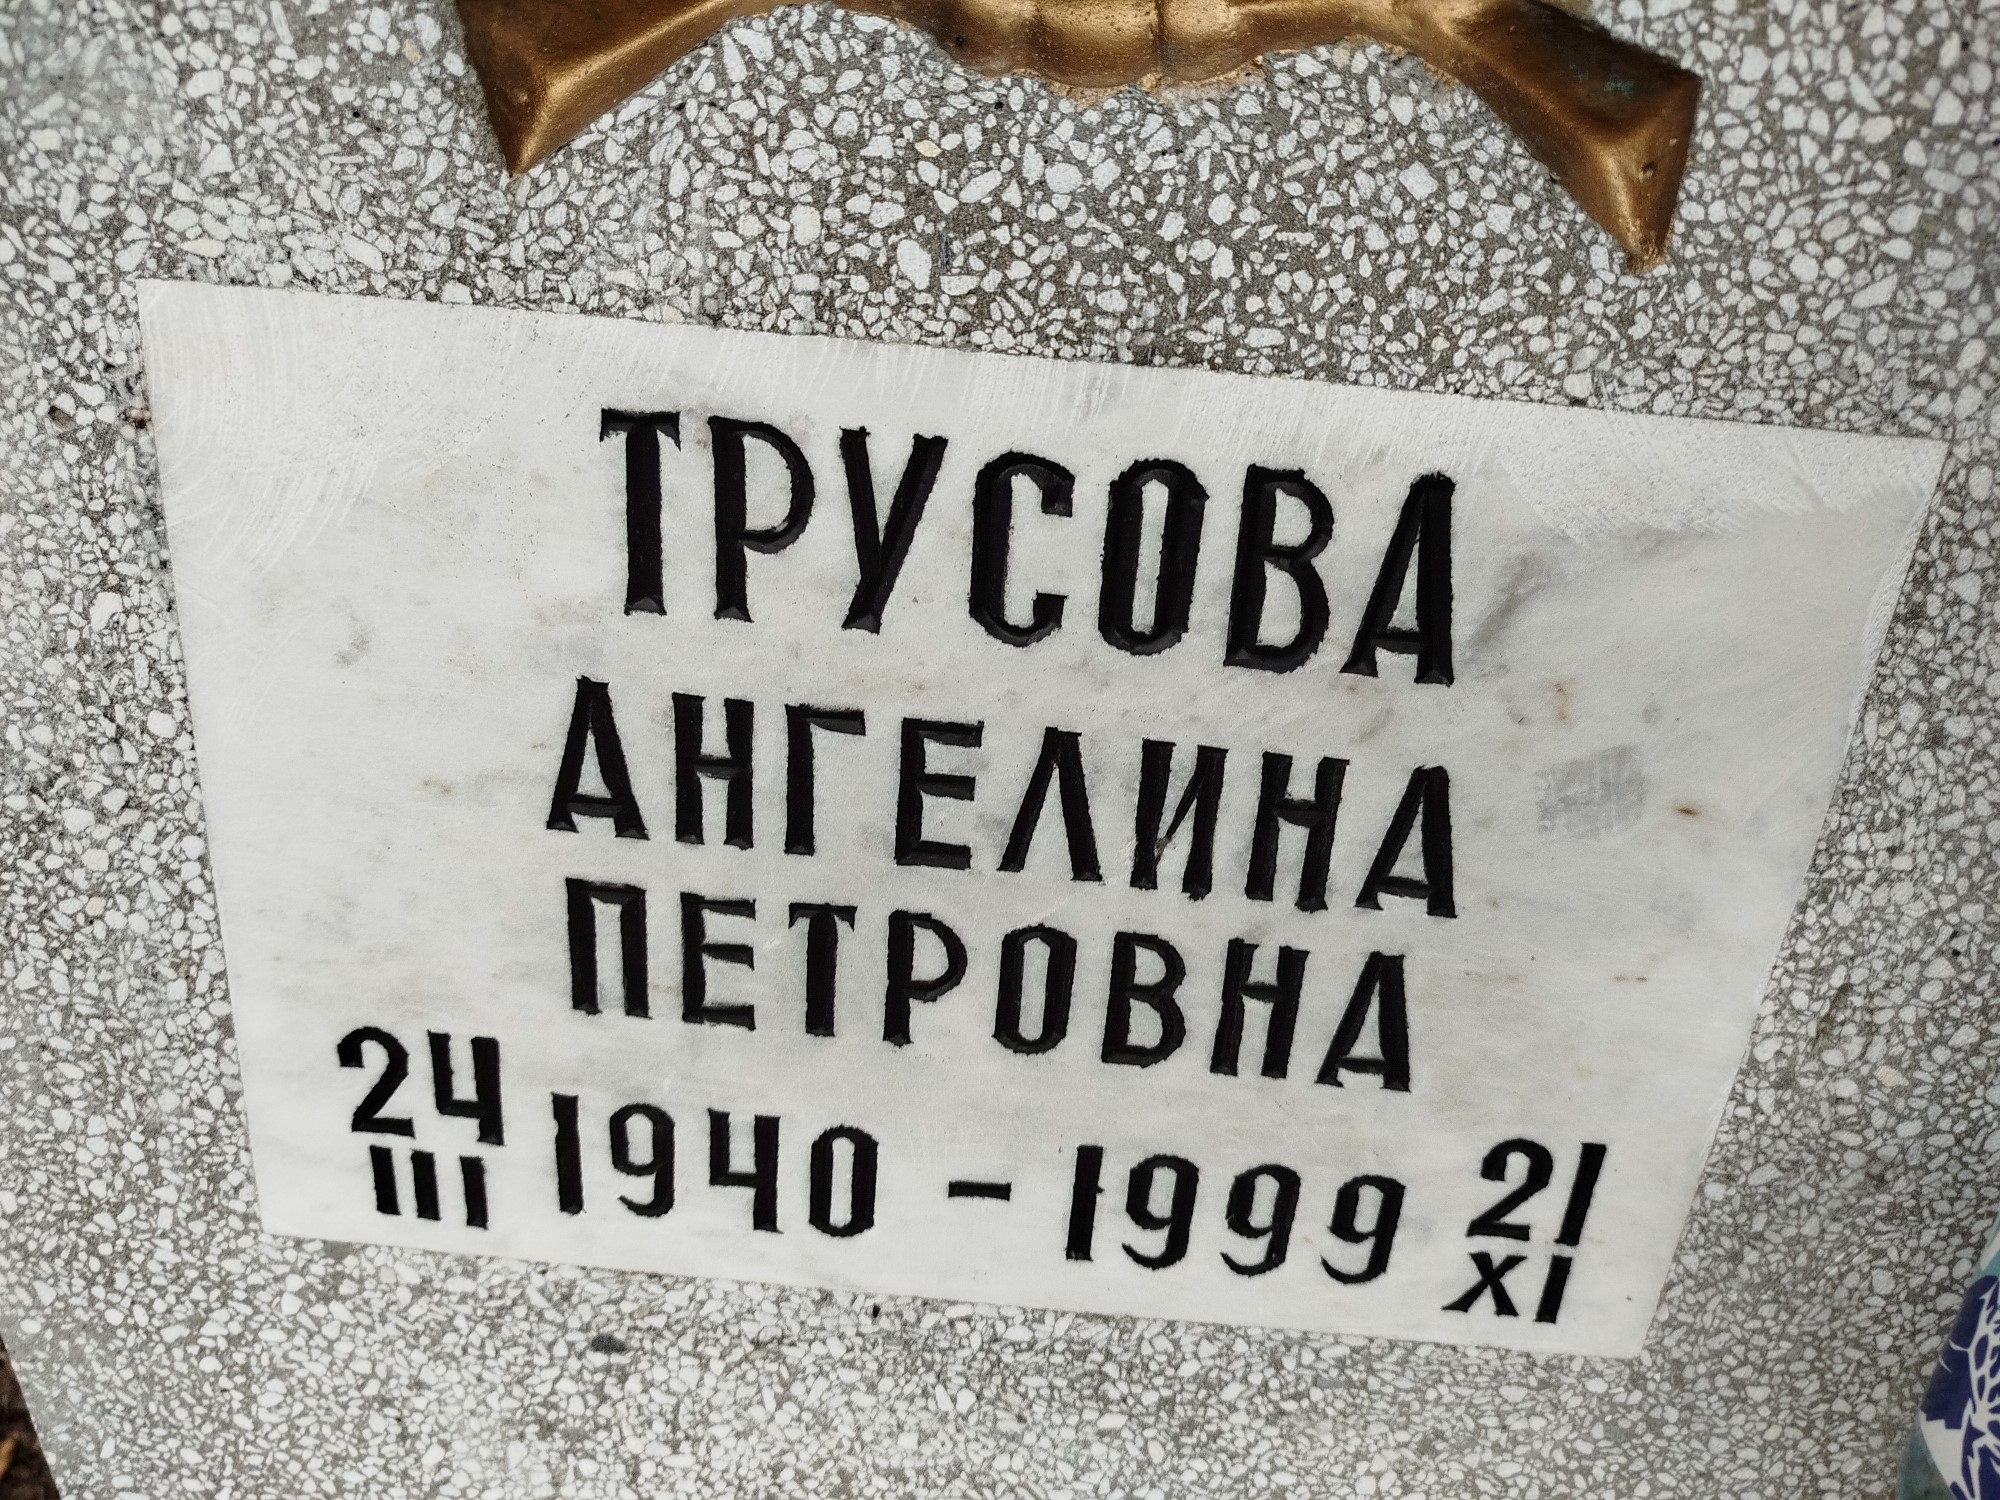 ТРУСОВА
АНГЕЛИНА
ПЕТРОВНА
24 III 1940 - 1999 21 XI